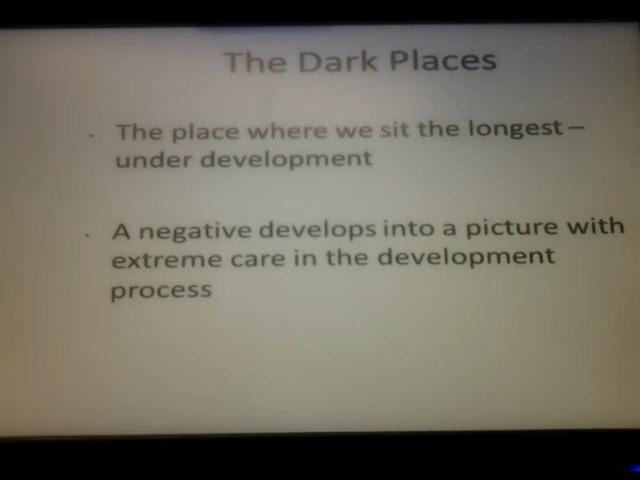 The Dark Places
· The place where we sit the longest –
under development
· A negative develops into a picture with
extreme care in the development
process